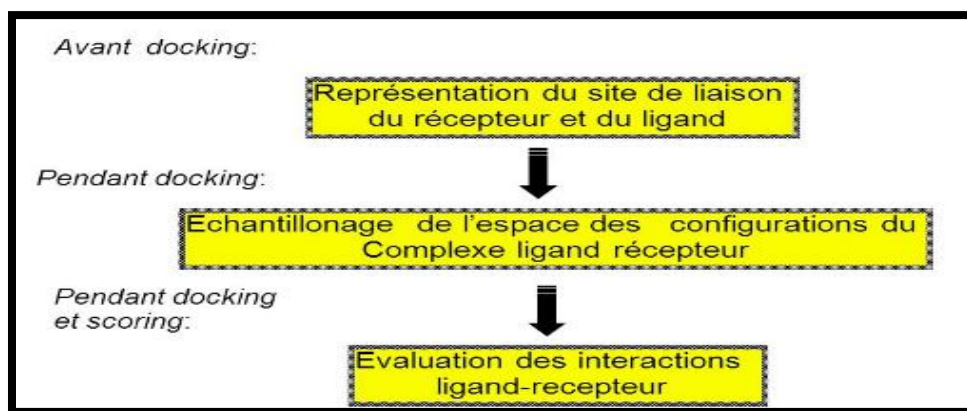 Avant docking:
Représentation du site de liaison
du récepteur et du ligand
Pendant docking:
Echantillonage de l'espace des configurations du
Complexe ligand récepteur
Pendant docking
et scoring:
Evaluation des interactions
ligand-recepteur